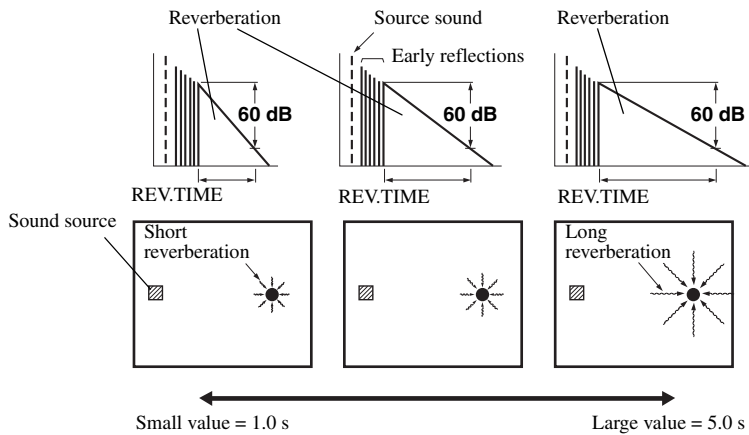 Reverberation
Source sound
Reverberation
Early reflections
60 dB
60 dB
60 dB
REV.TIME
REV.TIME
REV.TIME
Sound source
Short
reverberation
Long
reverberation
Small value = 1.0 s
Large value = 5.0 s